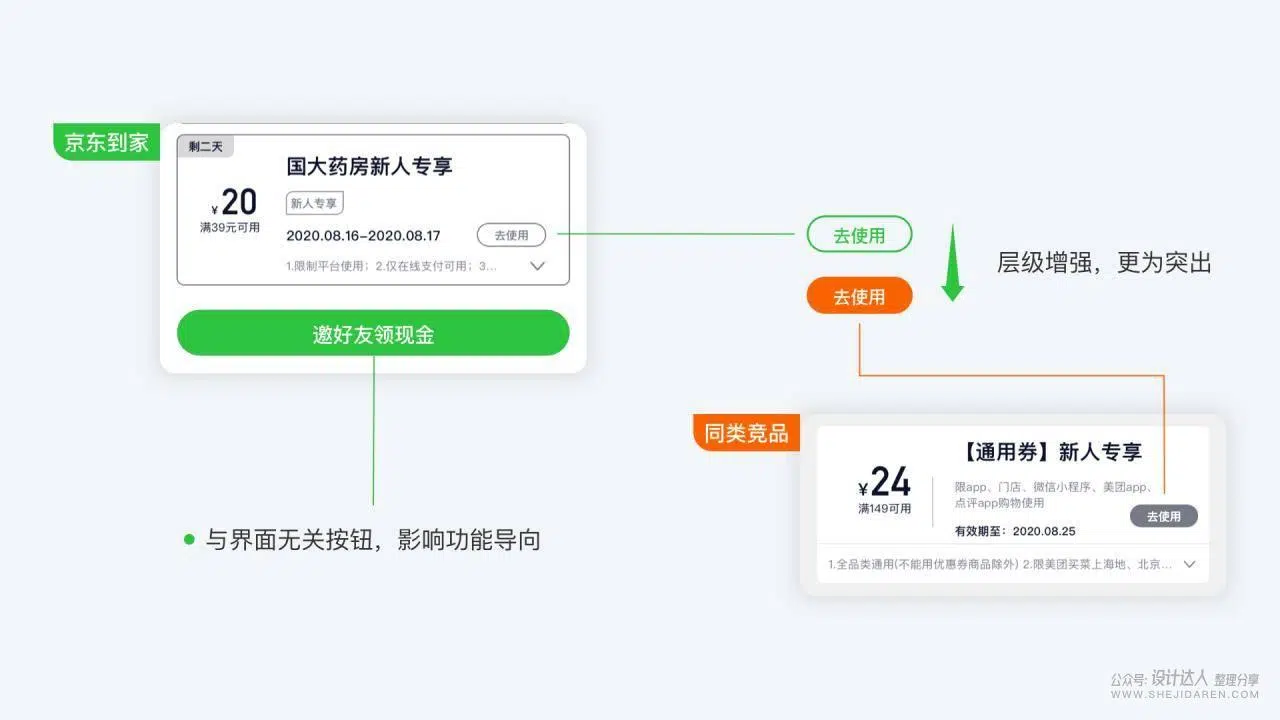 京东到家
剩二天
国大药房新人专享
¥20
满39元可用
新人专享
2020.08.16-2020.08.17
去使用
1.限制平台使用；2.仅在线支付可用；3...
邀好友领现金
与界面无关按钮，影响功能导向
去使用
去使用
层级增强，更为突出
同类竞品
【通用券】新人专享
¥24
满149可用
限app、门店、微信小程序、美团app、
点评app购物使用
去使用
有效期至：2020.08.25
1.全品类通用(不能用优惠券商品除外) 2.限美团买菜上海地、北京...
公众号: 设计达人 整理分享
WWW.SHEJIDAREN.COM